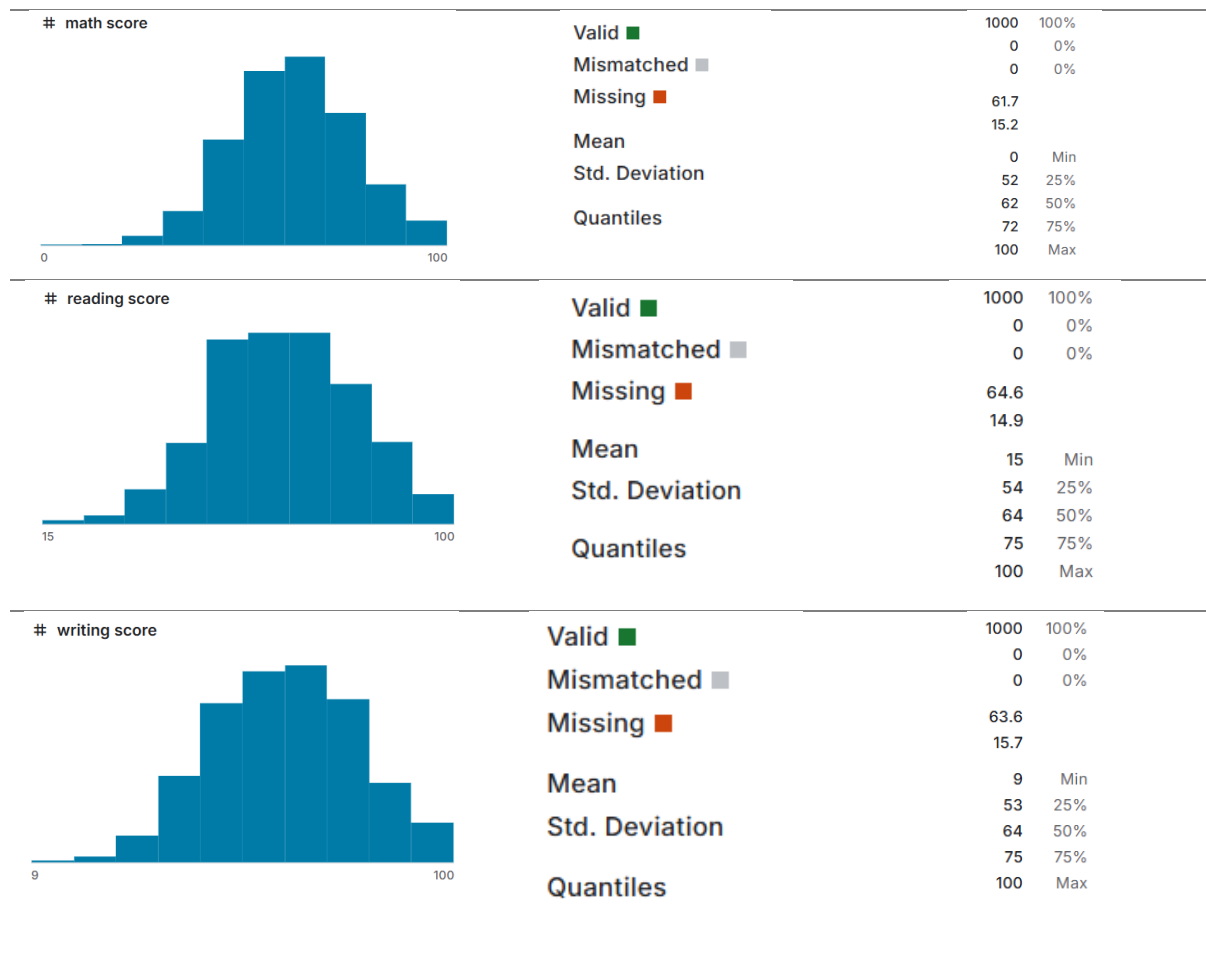 # math score
0 100
Valid
Mismatched
Missing
Mean
Std. Deviation
Quantiles
1000 100%
0 0%
0 0%
61.7
15.2
0 Min
52 25%
62 50%
72 75%
100 Max
# reading score
15 100
Valid
Mismatched
Missing
Mean
Std. Deviation
Quantiles
1000 100%
0 0%
0 0%
64.6
14.9
15 Min
54 25%
64 50%
75 75%
100 Max
# writing score
9 100
Valid
Mismatched
Missing
Mean
Std. Deviation
Quantiles
1000 100%
0 0%
0 0%
63.6
15.7
9 Min
53 25%
64 50%
75 75%
100 Max